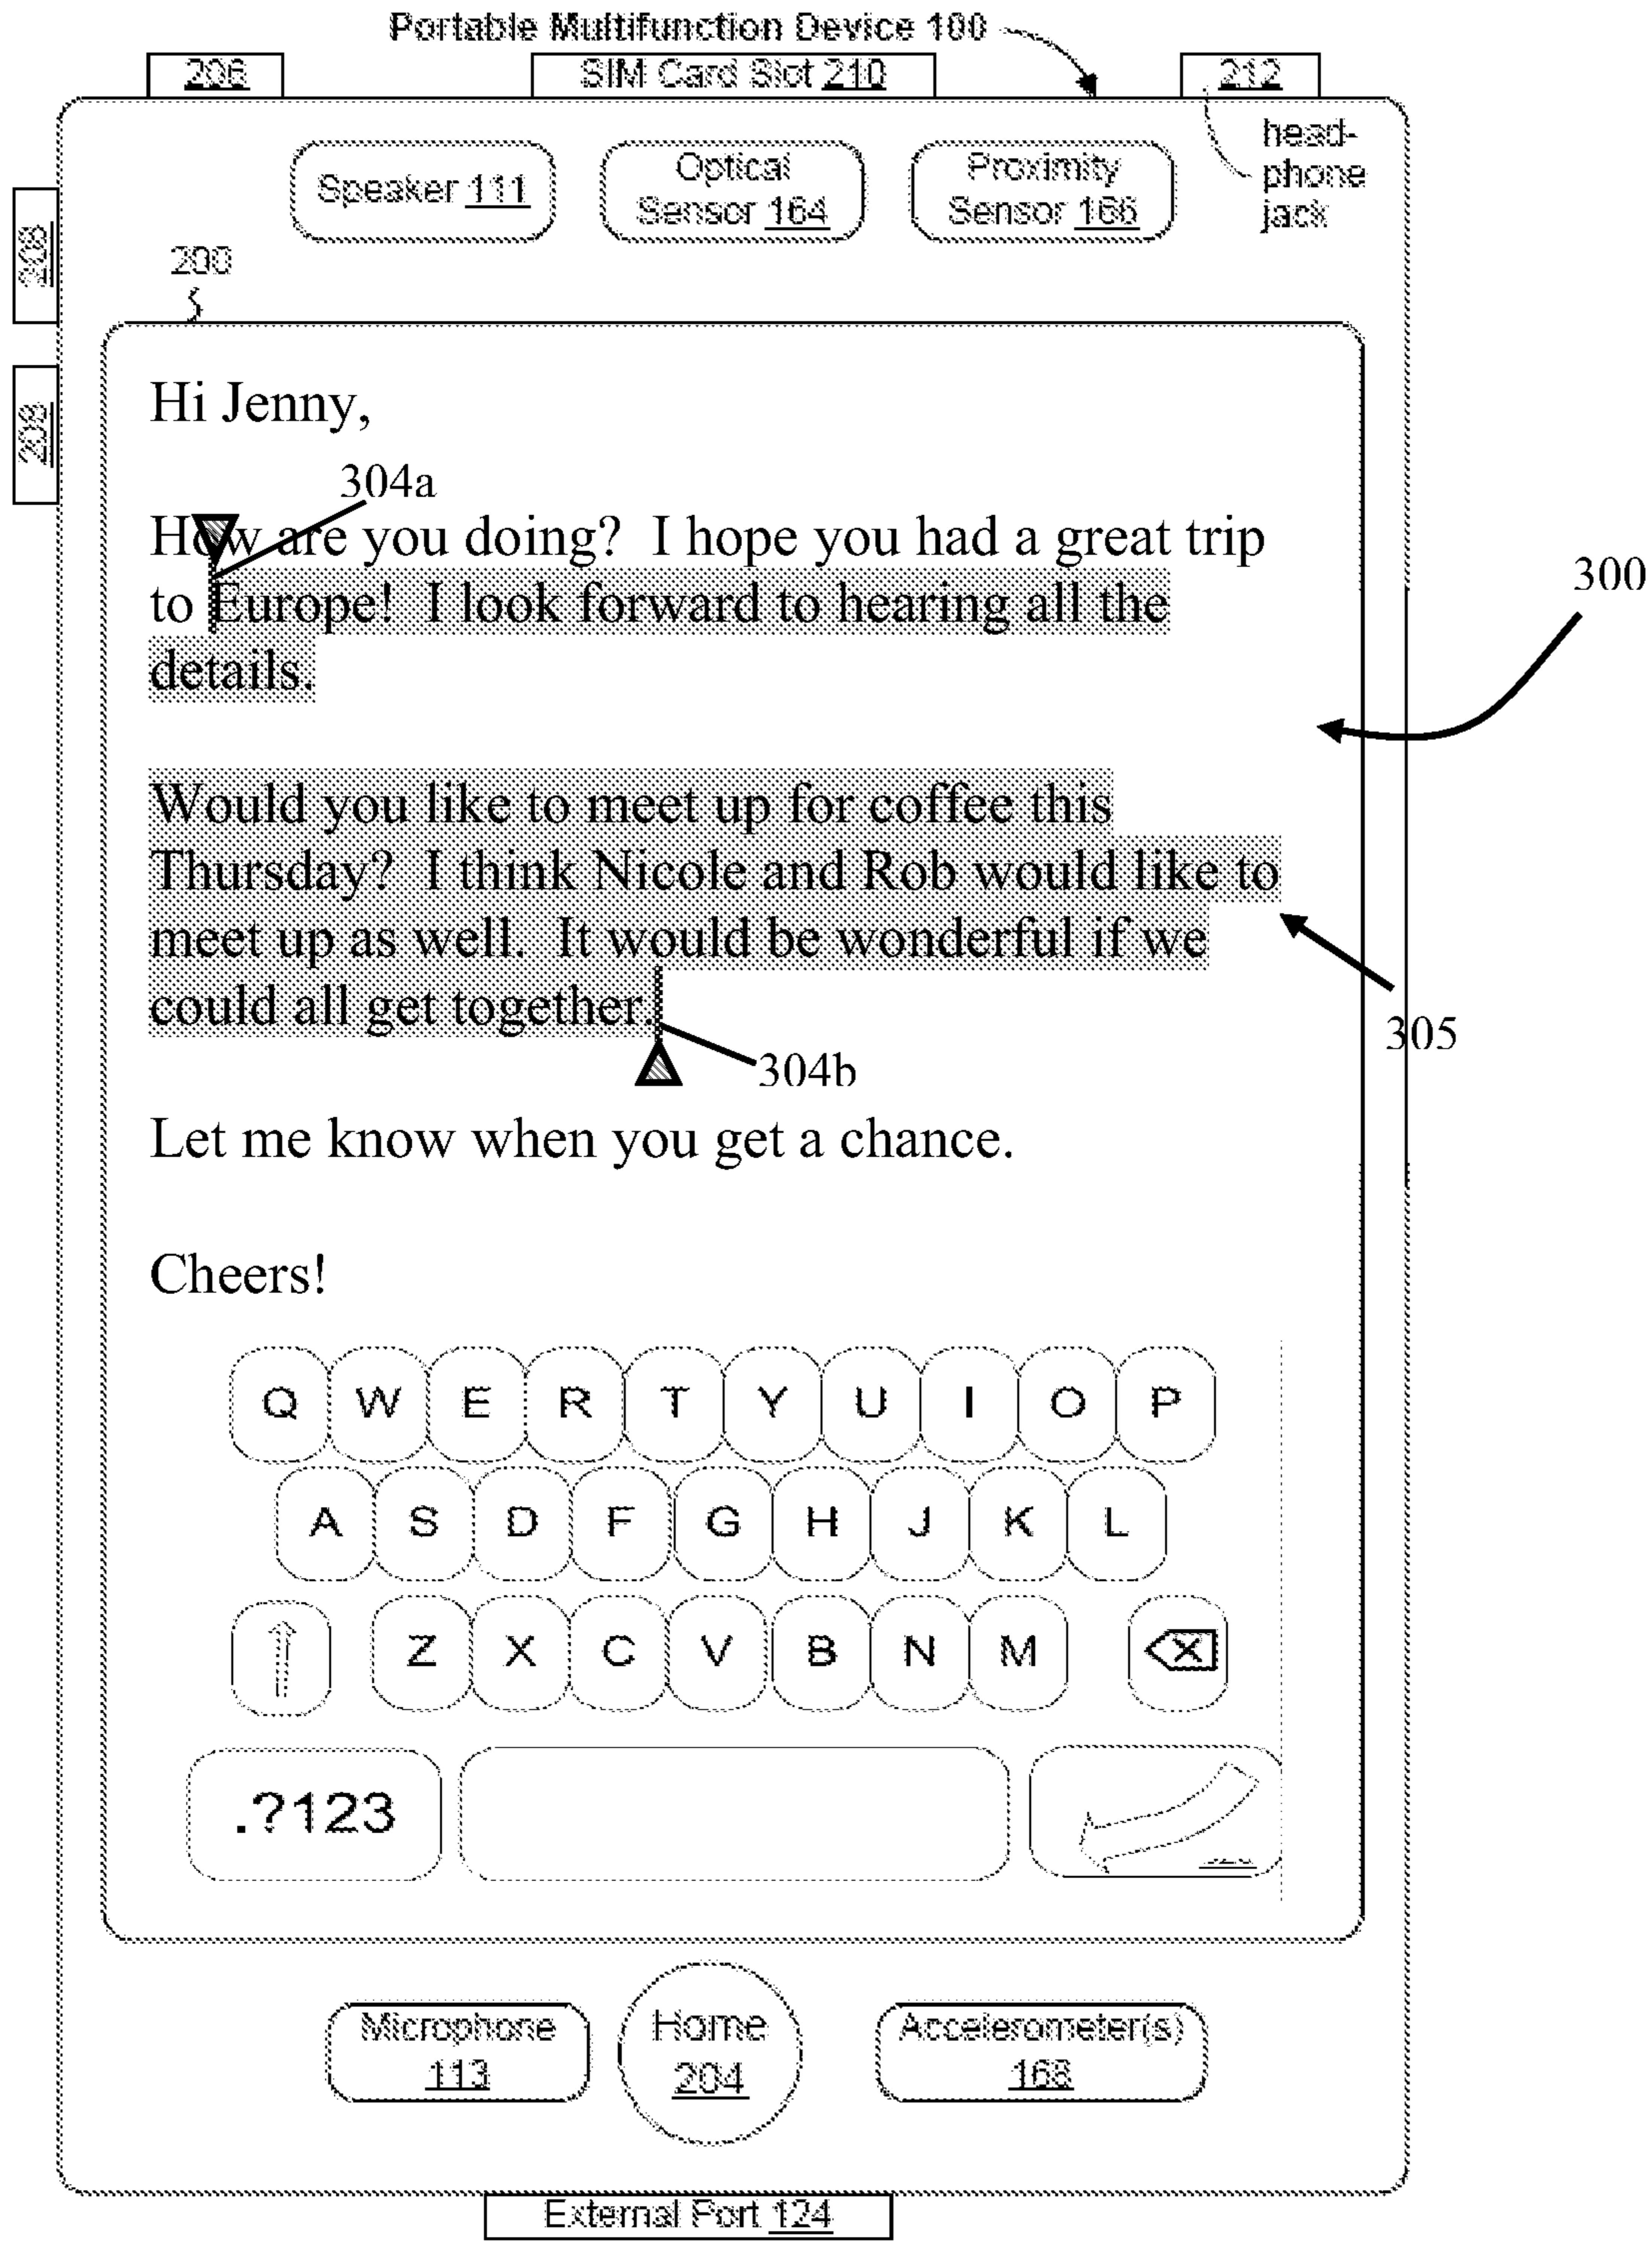 Portable Multifunction Device 100
206
SIM Card Slot 210
212
head-
phone
jack
Speaker 111
Optical
Sensor 164
Proximity
Sensor 166
208
200
208
Hi Jenny,
304a
How are you doing?  I hope you had a great trip
300
to Europe!  I look forward to hearing all the
details.
Would you like to meet up for coffee this
Thursday?  I think Nicole and Rob would like to
meet up as well.  It would be wonderful if we
could all get together.
305
304b
Let me know when you get a chance.
Cheers!
Q W E R T Y U I O P
A S D F G H J K L
Z X C V B N M
.?123
Microphone
113
Home
204
Accelerometer(s)
168
External Port 124